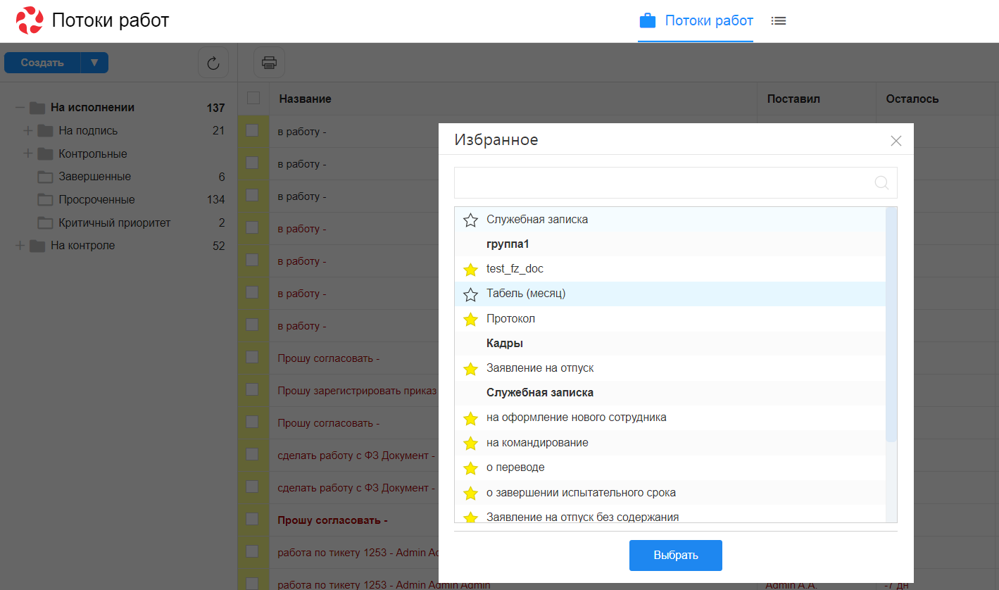 Потоки работ
Потоки работ
Создать
Название
Поставил
Осталось
На исполнении 137
На подпись 21
Контрольные
Завершенные 6
Просроченные 134
Критичный приоритет 2
На контроле 52
в работу -
в работу -
в работу -
в работу -
в работу -
в работу -
в работу -
Прошу согласовать -
Прошу зарегистрировать приказ
Прошу согласовать -
сделать работу с ФЗ Документ -
сделать работу с ФЗ Документ -
Прошу согласовать -
работа по тикету 1253 - Admin Ad
работа по тикету 1253 - Admin Admin Admin
Admin A.A.
-7 дн
Избранное
Служебная записка
группа1
test_fz_doc
Табель (месяц)
Протокол
Кадры
Заявление на отпуск
Служебная записка
на оформление нового сотрудника
на командирование
о переводе
о завершении испытательного срока
Заявление на отпуск без содержания
Выбрать